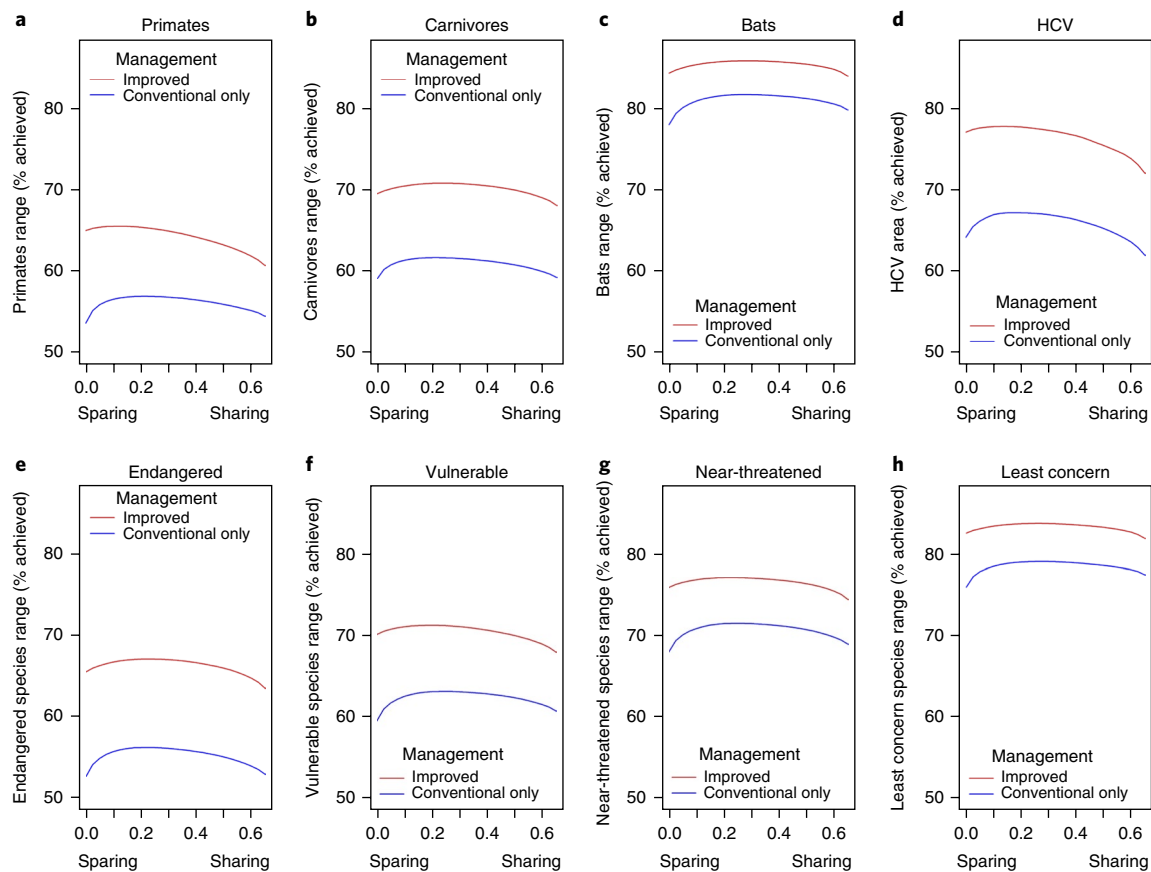 a Primates
Primates range (% achieved)
Management
Improved
Conventional only
80
70
60
50
0.0 0.2 0.4 0.6
Sparing Sharing
b Carnivores
Carnivores range (% achieved)
Management
Improved
Conventional only
80
70
60
50
0.0 0.2 0.4 0.6
Sparing Sharing
c Bats
Bats range (% achieved)
80
70
60
50
Management
Improved
Conventional only
0.0 0.2 0.4 0.6
Sparing Sharing
d HCV
HCV area (% achieved)
80
70
60
50
Management
Improved
Conventional only
0.0 0.2 0.4 0.6
Sparing Sharing
e Endangered
Endangered species range (% achieved)
Management
Improved
Conventional only
80
70
60
50
0.0 0.2 0.4 0.6
Sparing Sharing
f Vulnerable
Vulnerable species range (% achieved)
80
70
60
50
Management
Improved
Conventional only
0.0 0.2 0.4 0.6
Sparing Sharing
g Near-threatened
Near-threatened species range (% achieved)
80
70
60
50
Management
Improved
Conventional only
0.0 0.2 0.4 0.6
Sparing Sharing
h Least concern
Least concern species range (% achieved)
80
70
60
50
Management
Improved
Conventional only
0.0 0.2 0.4 0.6
Sparing Sharing